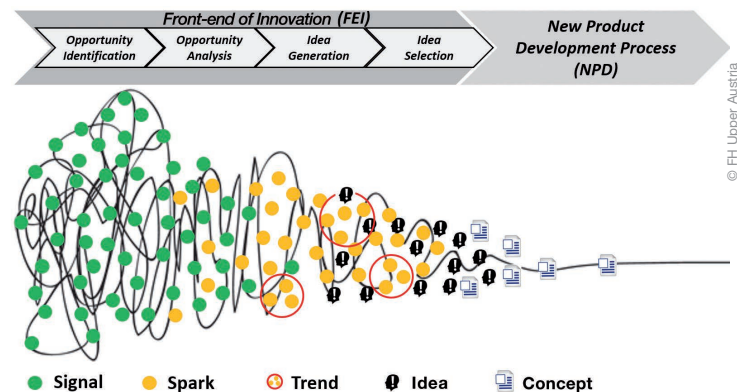 Front-end of Innovation (FEI)
Opportunity
Identification
Opportunity
Analysis
Idea
Generation
Idea
Selection
New Product
Development Process
(NPD)
© FH Upper Austria
Signal
Spark
Trend
Idea
Concept